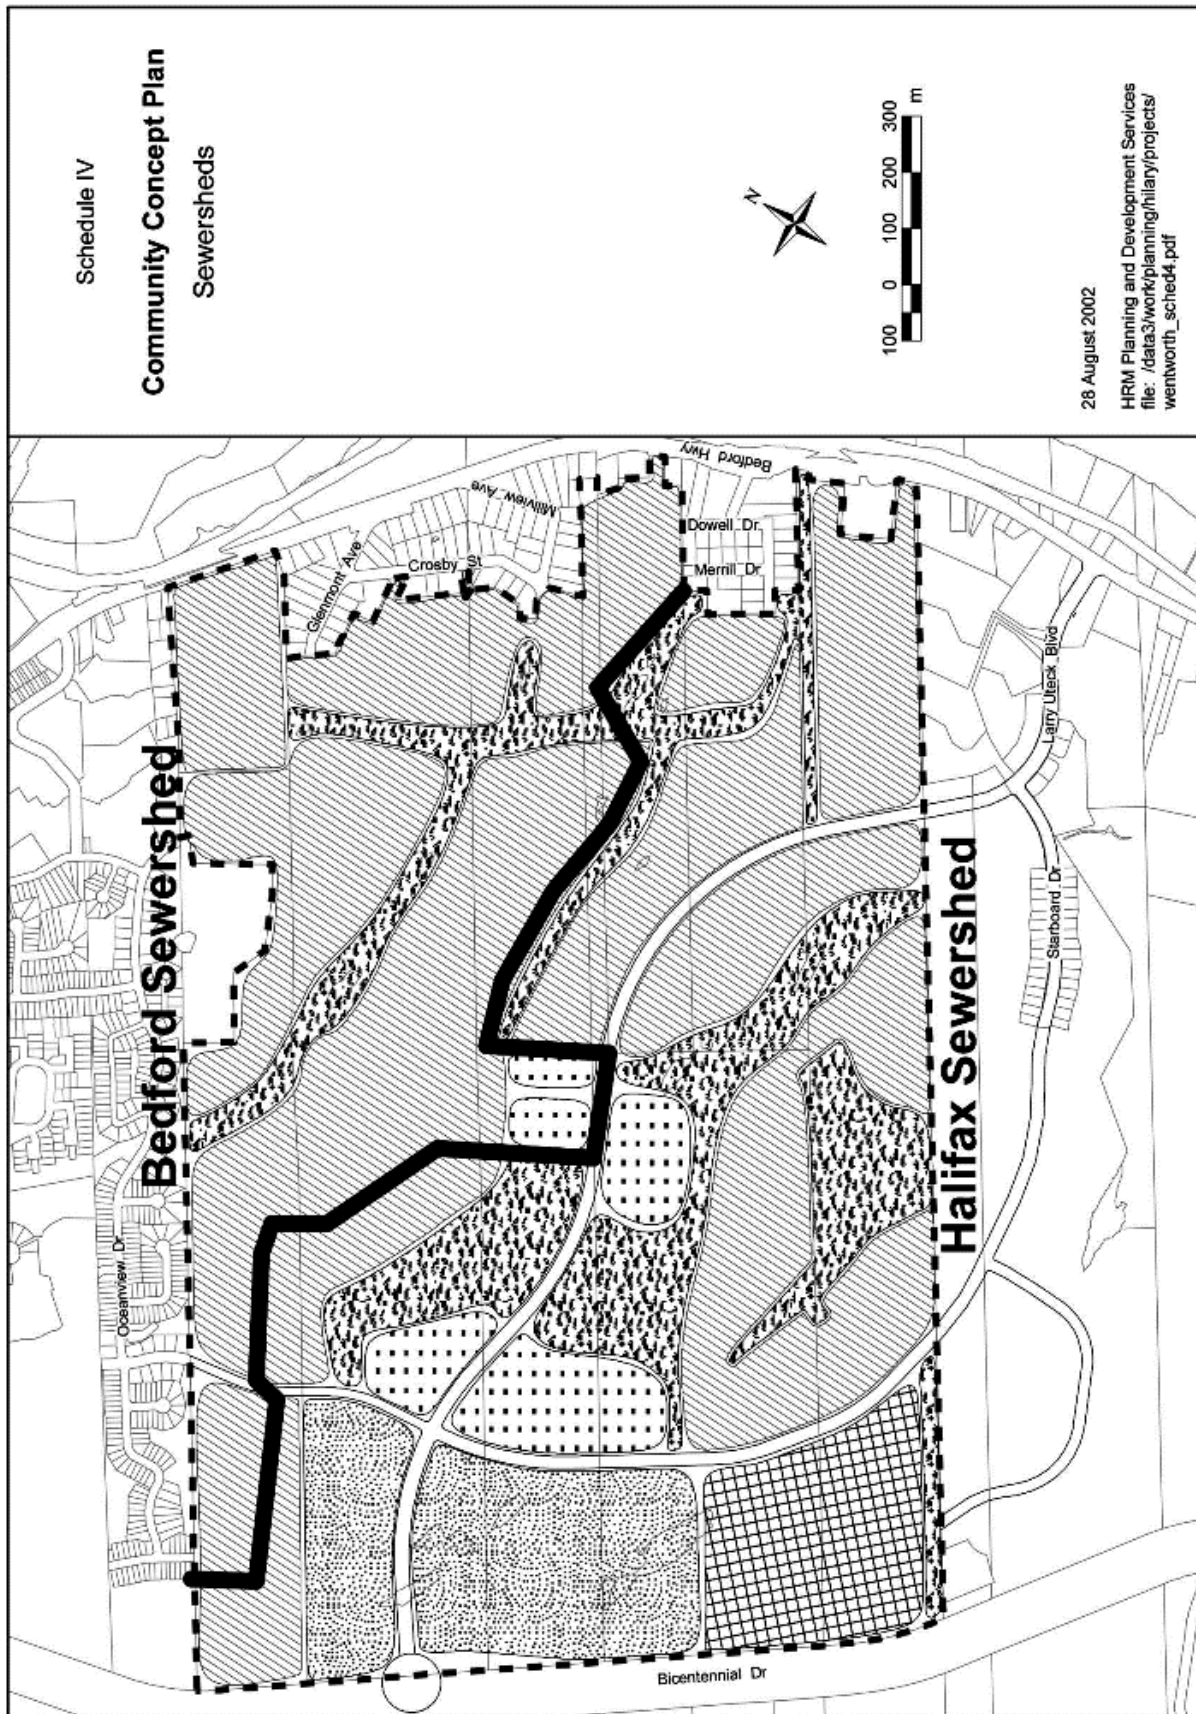 Schedule IV
Community Concept Plan
Sewersheds
N
100 0 100 200 300 m
28 August 2002
HRM Planning and Development Services
file: /data3/work/planning/hilary/projects/
wentworth_sched4.pdf
Bedford Hwy
Millview Ave
Glenmont Ave
Crosby St
Dowell Dr
Merrill Dr
Larry Uteck Blvd
Bedford Sewershed
Halifax Sewershed
Starboard Dr
Oceanview Dr
Bicentennial Dr